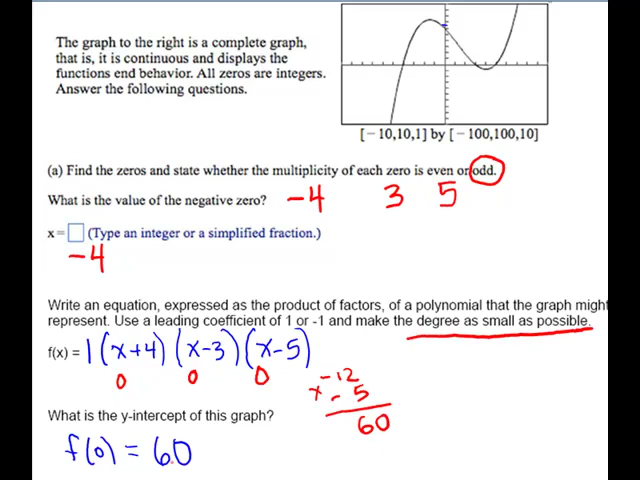 The graph to the right is a complete graph,
that is, it is continuous and displays the
functions end behavior. All zeros are integers.
Answer the following questions.
[-10,10,1] by [-100,100,10]
(a) Find the zeros and state whether the multiplicity of each zero is even or odd.
What is the value of the negative zero? -4 3 5
x = (Type an integer or a simplified fraction.)
-4
Write an equation, expressed as the product of factors, of a polynomial that the graph might
represent. Use a leading coefficient of 1 or -1 and make the degree as small as possible.
f(x) = 1(x+4)(x-3)(x-5)
0 0 0
-12
x -5
60
What is the y-intercept of this graph?
f(0) = 60